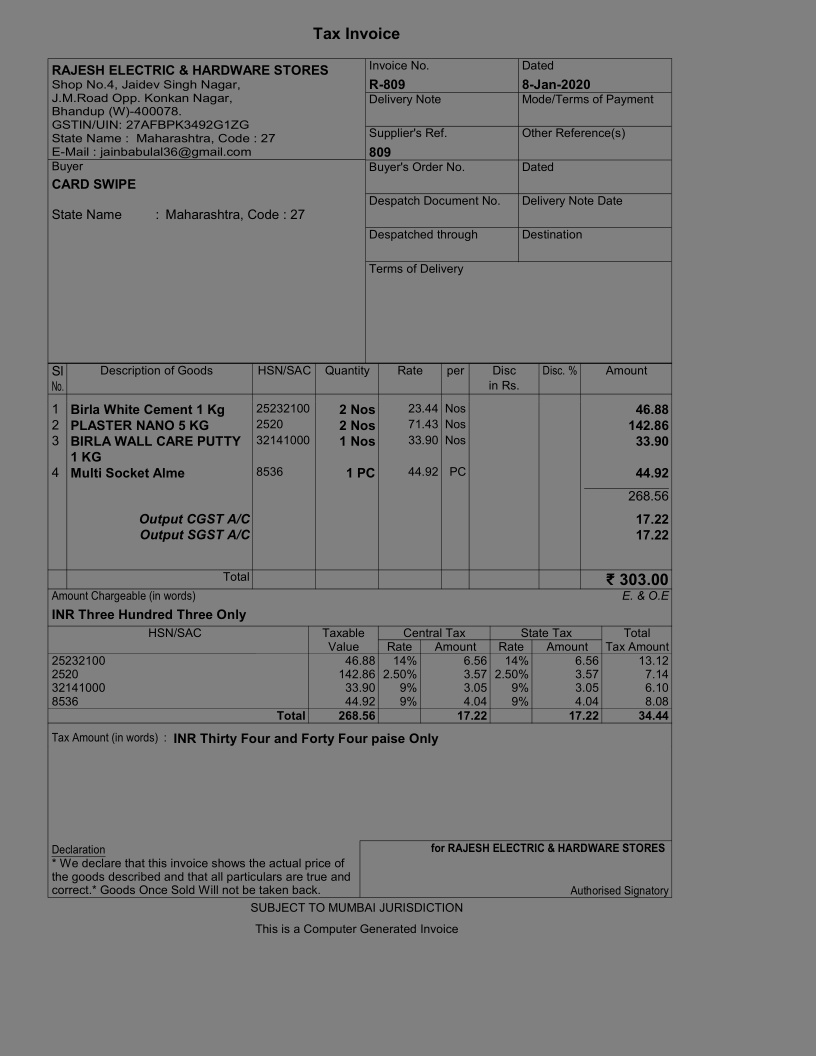 Tax Invoice
RAJESH ELECTRIC & HARDWARE STORES
Shop No.4, Jaidev Singh Nagar,
J.M.Road Opp. Konkan Nagar,
Bhandup (W)-400078.
GSTIN/UIN: 27AFBPK3492G1ZG
State Name : Maharashtra, Code : 27
E-Mail : jainbabulal36@gmail.com
Invoice No. Dated
R-809 8-Jan-2020
Delivery Note Mode/Terms of Payment
Supplier's Ref. Other Reference(s)
809
Buyer
CARD SWIPE
State Name : Maharashtra, Code : 27
Buyer's Order No. Dated
Despatch Document No. Delivery Note Date
Despatched through Destination
Terms of Delivery
Sl Description of Goods HSN/SAC Quantity Rate per Disc Disc. % Amount
No. in Rs.
1 Birla White Cement 1 Kg 25232100 2 Nos 23.44 Nos 46.88
2 PLASTER NANO 5 KG 2520 2 Nos 71.43 Nos 142.86
3 BIRLA WALL CARE PUTTY 32141000 1 Nos 33.90 Nos 33.90
1 KG
4 Multi Socket Alme 8536 1 PC 44.92 PC 44.92
268.56
Output CGST A/C 17.22
Output SGST A/C 17.22
Total ₹ 303.00
Amount Chargeable (in words) E. & O.E
INR Three Hundred Three Only
HSN/SAC Taxable Central Tax State Tax Total
Value Rate Amount Rate Amount Tax Amount
25232100 46.88 14% 6.56 14% 6.56 13.12
2520 142.86 2.50% 3.57 2.50% 3.57 7.14
32141000 33.90 9% 3.05 9% 3.05 6.10
8536 44.92 9% 4.04 9% 4.04 8.08
Total 268.56 17.22 17.22 34.44
Tax Amount (in words) : INR Thirty Four and Forty Four paise Only
Declaration
* We declare that this invoice shows the actual price of
the goods described and that all particulars are true and
correct.* Goods Once Sold Will not be taken back.
for RAJESH ELECTRIC & HARDWARE STORES
Authorised Signatory
SUBJECT TO MUMBAI JURISDICTION
This is a Computer Generated Invoice